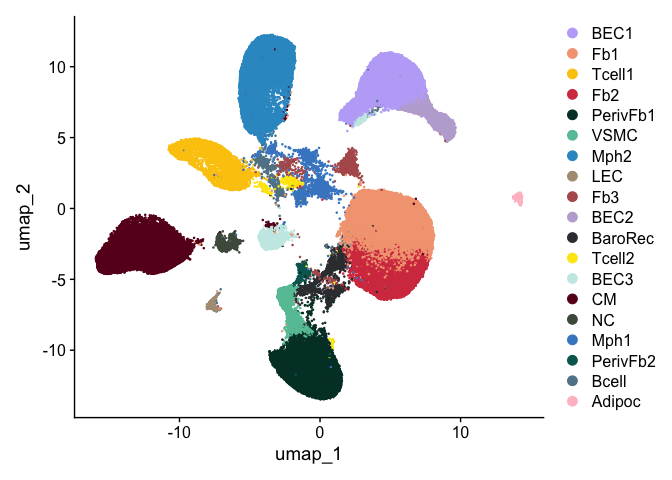 10
5
0
-5
-10
umap_2
-10
0
10
umap_1
BEC1
Fb1
Tcell1
Fb2
PerivFb1
VSMC
Mph2
LEC
Fb3
BEC2
BaroRec
Tcell2
BEC3
CM
NC
Mph1
PerivFb2
Bcell
Adipoc